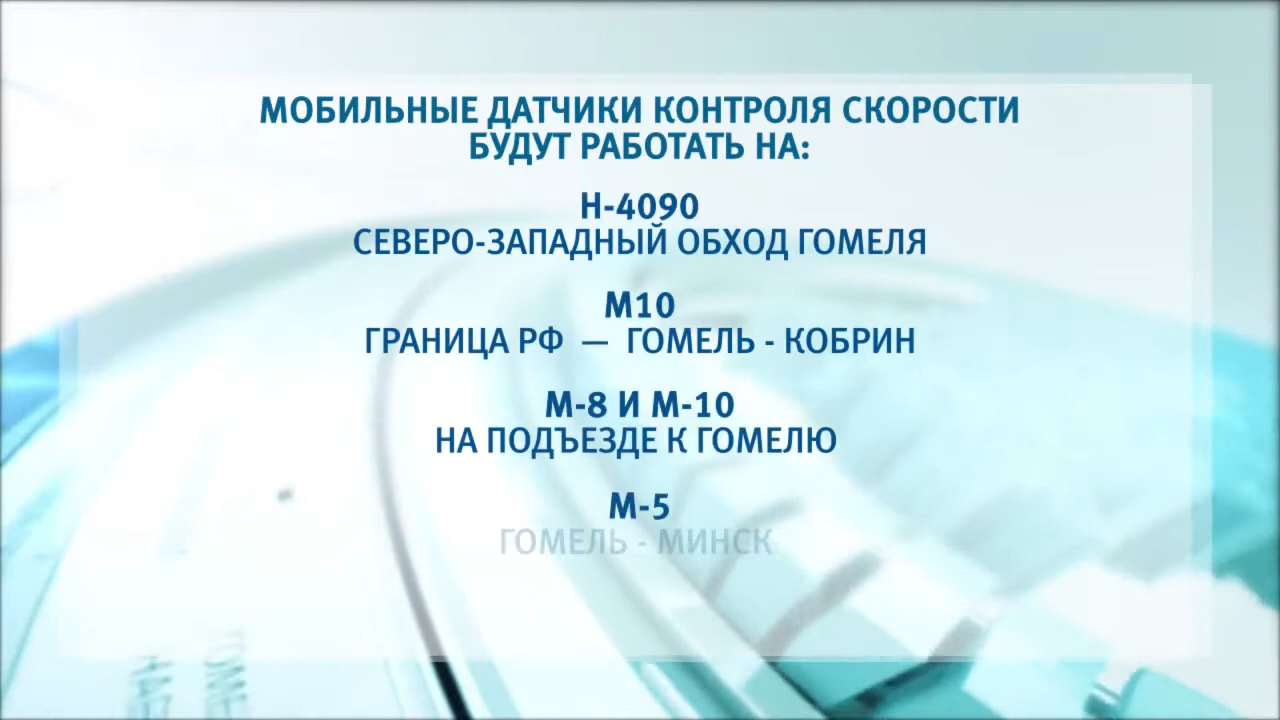 МОБИЛЬНЫЕ ДАТЧИКИ КОНТРОЛЯ СКОРОСТИ
БУДУТ РАБОТАТЬ НА:
Н-4090
СЕВЕРО-ЗАПАДНЫЙ ОБХОД ГОМЕЛЯ
М10
ГРАНИЦА РФ — ГОМЕЛЬ - КОБРИН
М-8 И М-10
НА ПОДЪЕЗДЕ К ГОМЕЛЮ
М-5
ГОМЕЛЬ - МИНСК